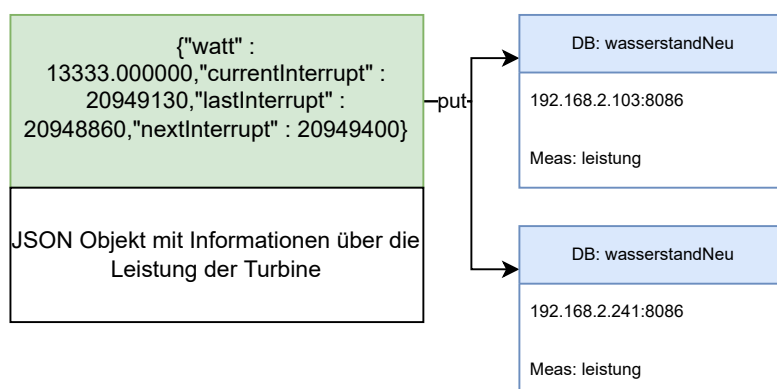 {"watt" :
13333.000000,"currentInterrupt" :
20949130,"lastInterrupt" :
20948860,"nextInterrupt" : 20949400}
JSON Objekt mit Informationen über die
Leistung der Turbine
put
DB: wasserstandNeu
192.168.2.103:8086
Meas: leistung
DB: wasserstandNeu
192.168.2.241:8086
Meas: leistung